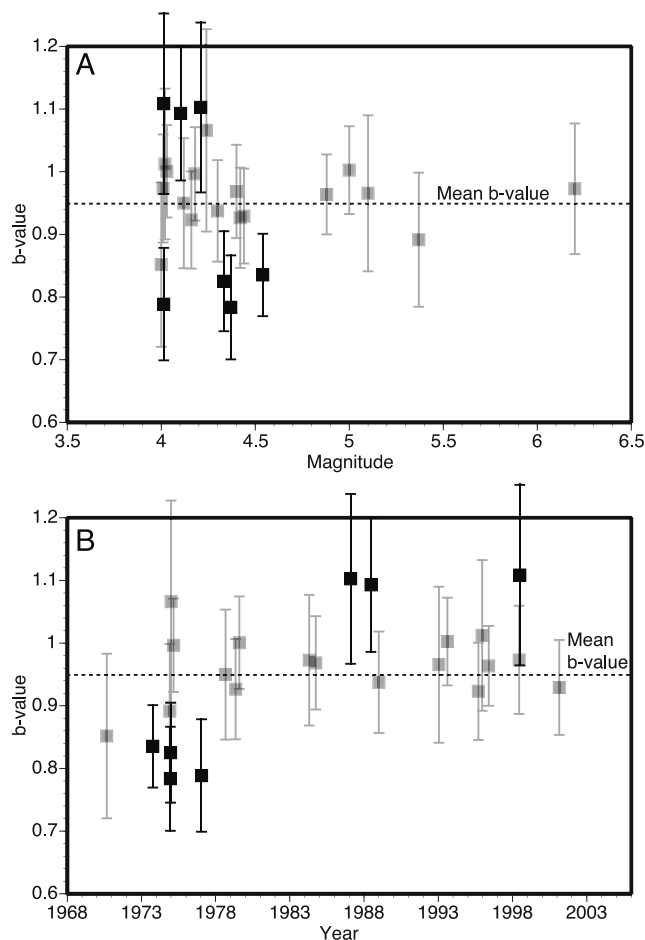 A
1.2
1.1
1
0.9
0.8
0.7
0.6
b-value
Mean b-value
3.5 4 4.5 5 5.5 6 6.5
Magnitude
B
1.2
1.1
1
0.9
0.8
0.7
0.6
b-value
Mean
b-value
1968 1973 1978 1983 1988 1993 1998 2003
Year